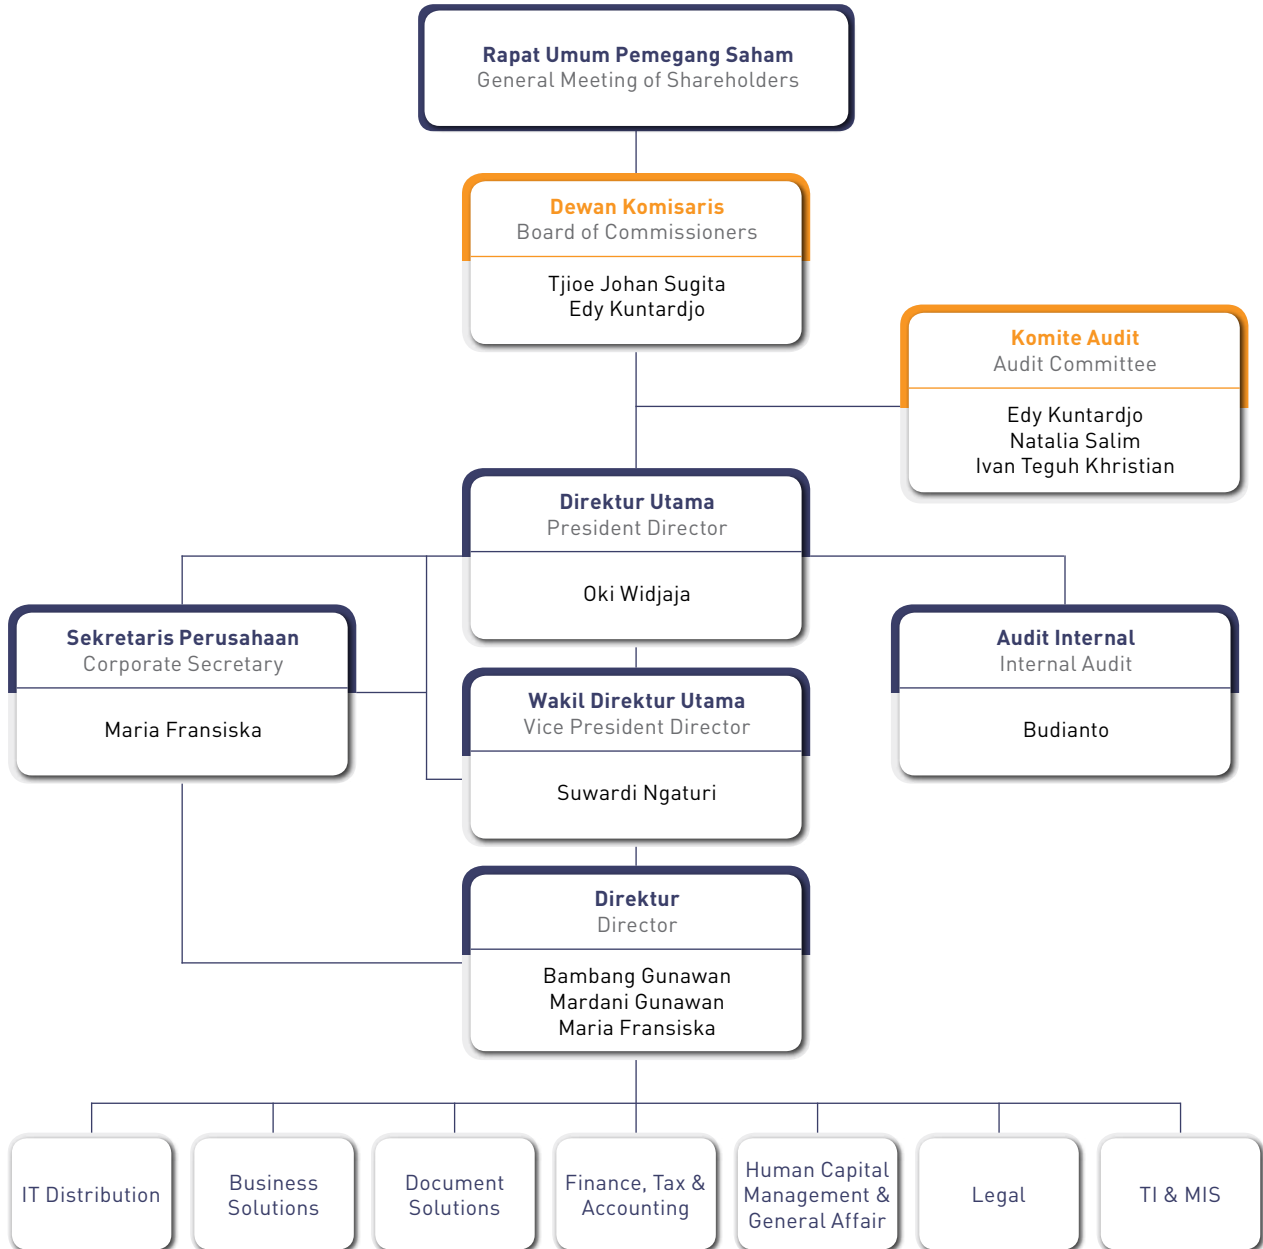 Rapat Umum Pemegang Saham
General Meeting of Shareholders
Dewan Komisaris
Board of Commissioners
Tjioe Johan Sugita
Edy Kuntardjo
Komite Audit
Audit Committee
Edy Kuntardjo
Natalia Salim
Ivan Teguh Khristian
Direktur Utama
President Director
Oki Widjaja
Sekretaris Perusahaan
Corporate Secretary
Maria Fransiska
Audit Internal
Internal Audit
Budianto
Wakil Direktur Utama
Vice President Director
Suwardi Ngaturi
Direktur
Director
Bambang Gunawan
Mardani Gunawan
Maria Fransiska
IT Distribution
Business
Solutions
Document
Solutions
Finance, Tax &
Accounting
Human Capital
Management &
General Affair
Legal
TI & MIS